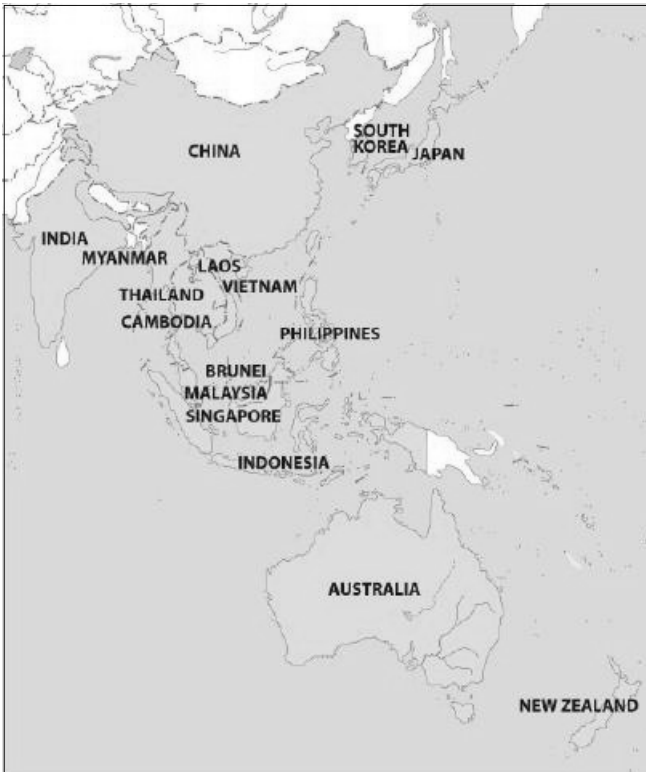 SOUTH
KOREA
JAPAN
CHINA
INDIA
MYANMAR
LAOS
VIETNAM
THAILAND
CAMBODIA
PHILIPPINES
BRUNEI
MALAYSIA
SINGAPORE
INDONESIA
AUSTRALIA
NEW ZEALAND